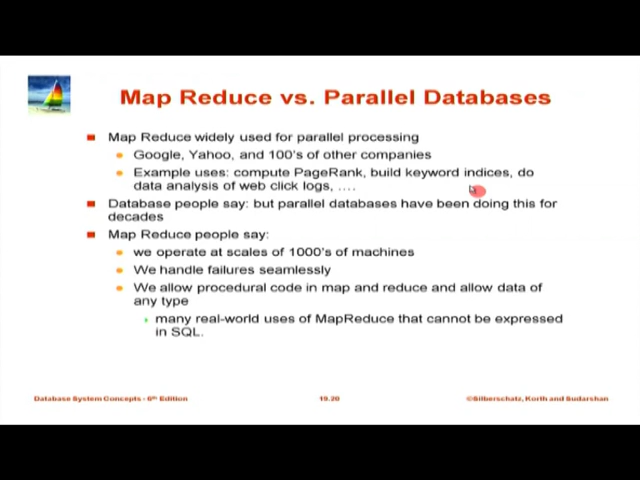 Map Reduce vs. Parallel Databases
Map Reduce widely used for parallel processing
Google, Yahoo, and 100's of other companies
Example uses: compute PageRank, build keyword indices, do
data analysis of web click logs, ....
Database people say: but parallel databases have been doing this for
decades
Map Reduce people say:
we operate at scales of 1000's of machines
We handle failures seamlessly
We allow procedural code in map and reduce and allow data of
any type
many real-world uses of MapReduce that cannot be expressed
in SQL.
Database System Concepts - 6th Edition
19.20
©Silberschatz, Korth and Sudarshan